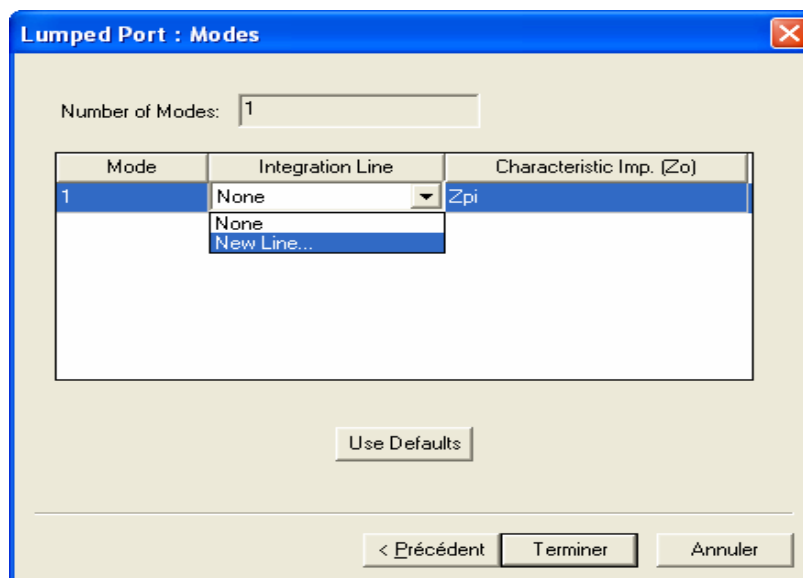 Lumped Port : Modes
Number of Modes: 1
Mode Integration Line Characteristic Imp. (Zo)
1 None Zpi
None
New Line...
Use Defaults
< Précédent Terminer Annuler